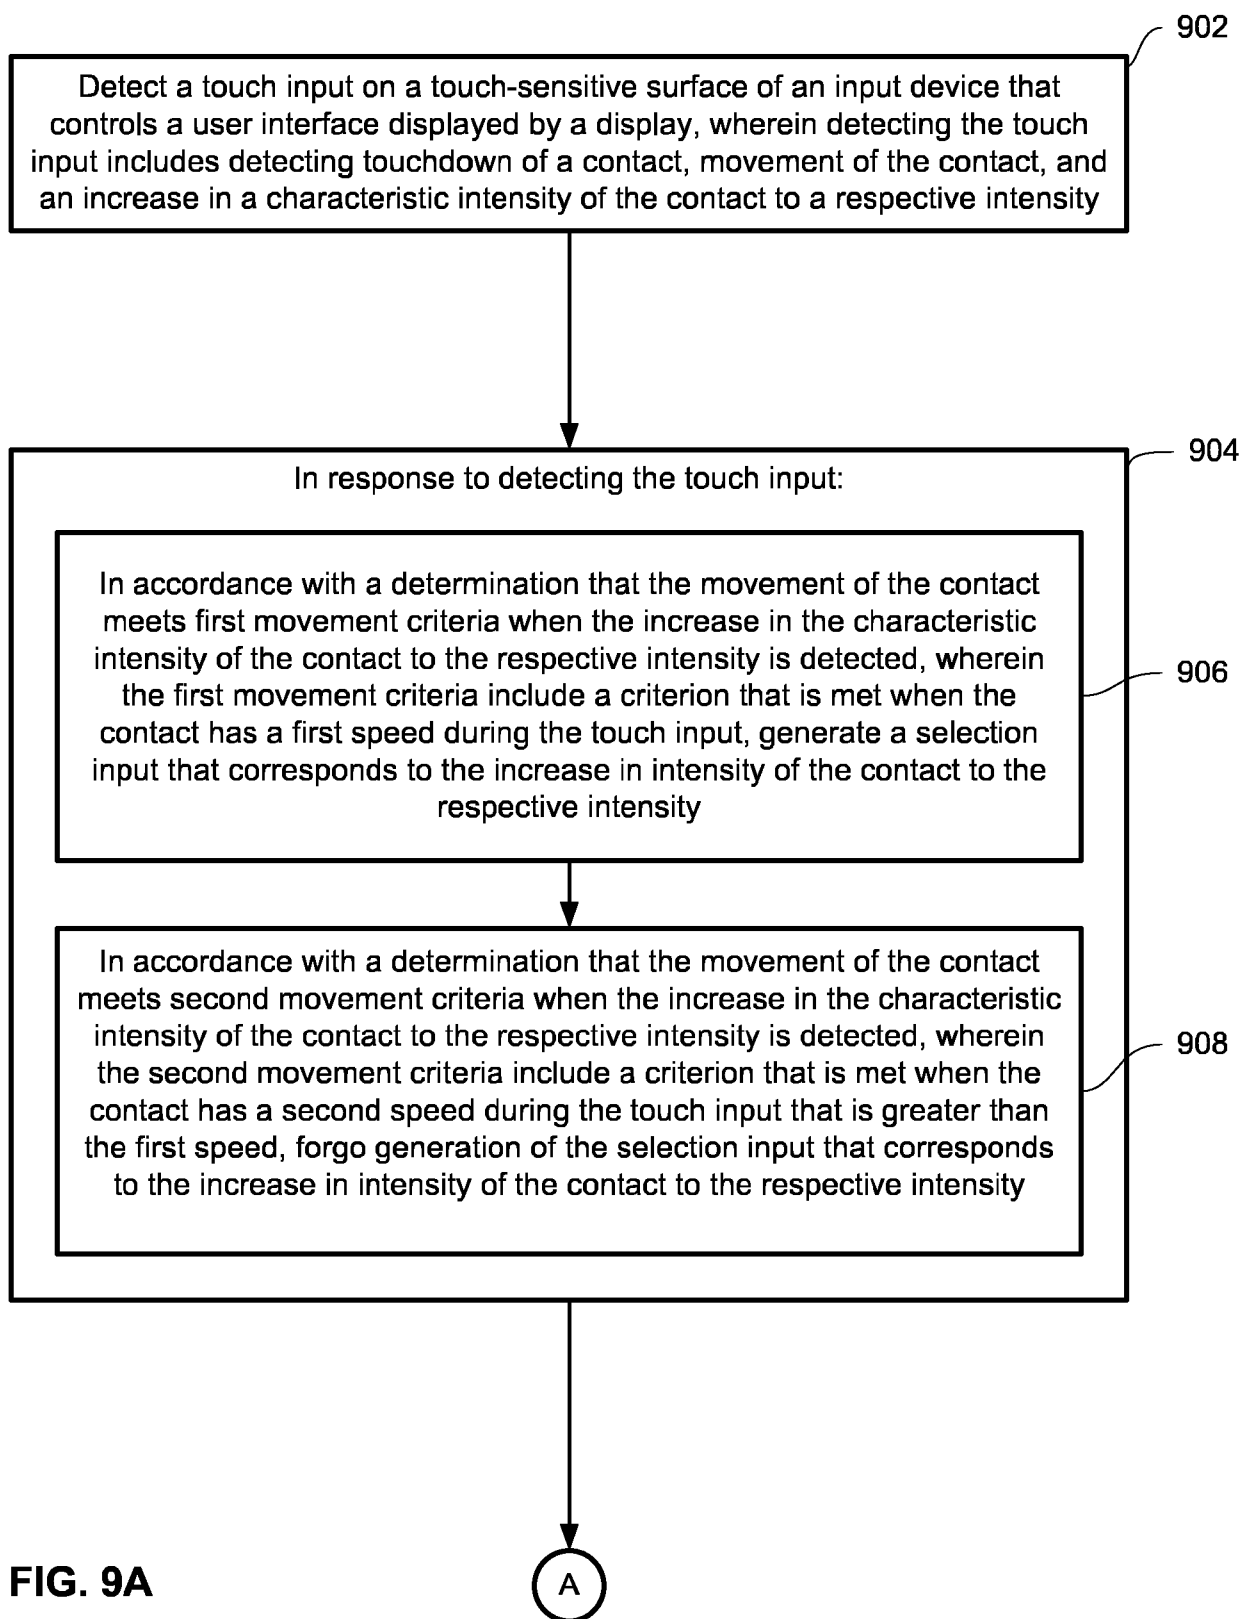 902
Detect a touch input on a touch-sensitive surface of an input device that
controls a user interface displayed by a display, wherein detecting the touch
input includes detecting touchdown of a contact, movement of the contact, and
an increase in a characteristic intensity of the contact to a respective intensity
904
In response to detecting the touch input:
In accordance with a determination that the movement of the contact
meets first movement criteria when the increase in the characteristic
intensity of the contact to the respective intensity is detected, wherein
the first movement criteria include a criterion that is met when the
contact has a first speed during the touch input, generate a selection
input that corresponds to the increase in intensity of the contact to the
respective intensity
906
In accordance with a determination that the movement of the contact
meets second movement criteria when the increase in the characteristic
intensity of the contact to the respective intensity is detected, wherein
the second movement criteria include a criterion that is met when the
contact has a second speed during the touch input that is greater than
the first speed, forgo generation of the selection input that corresponds
to the increase in intensity of the contact to the respective intensity
908
FIG. 9A
A